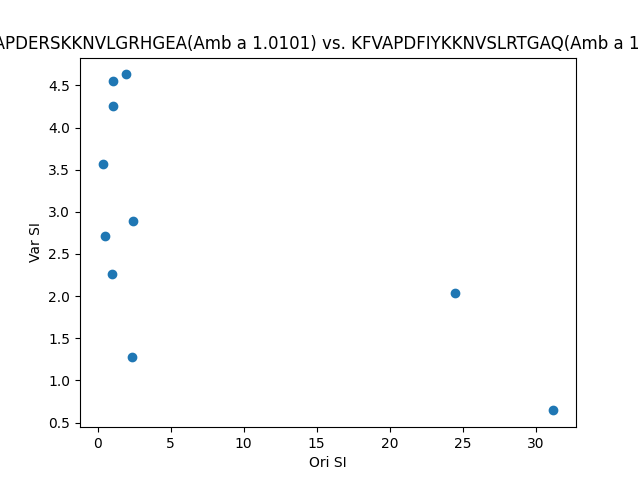 APDERSKKNVLGRHGEA(Amb a 1.0101) vs. KFVAPDFIYKKNVSLRTGAQ(Amb a 1
4.5
4.0
3.5
3.0
2.5
2.0
1.5
1.0
0.5
Var SI
0 5 10 15 20 25 30
Ori SI